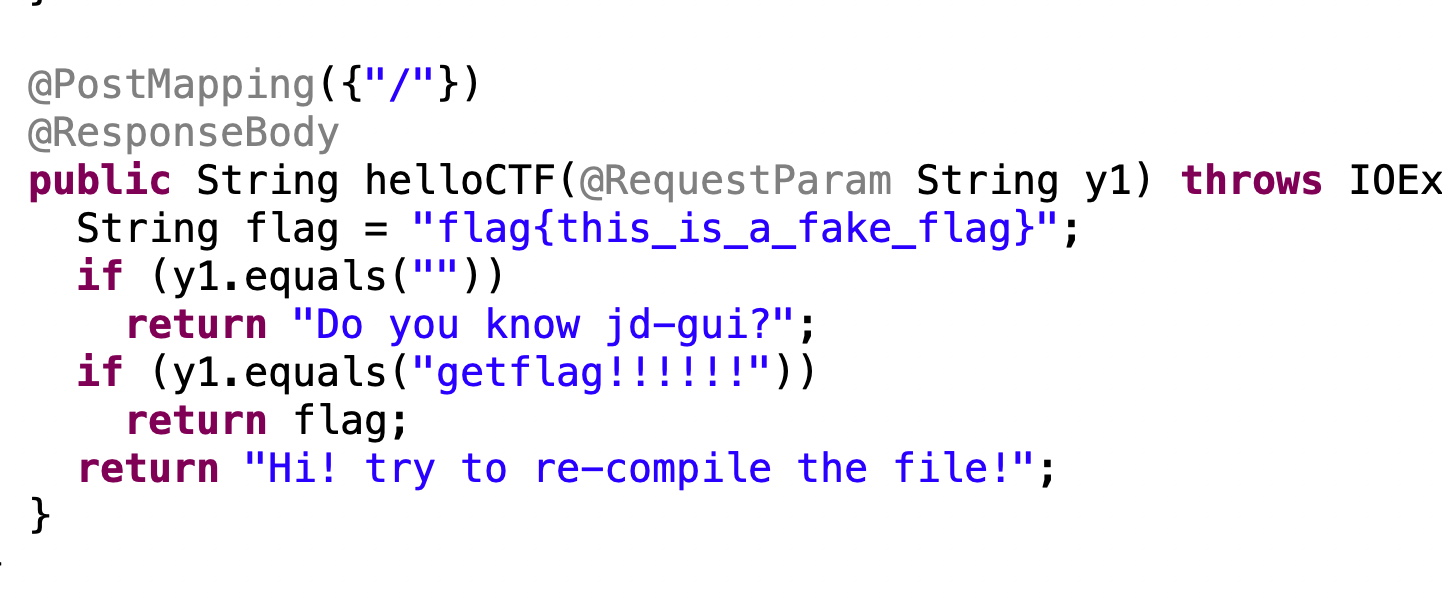 @PostMapping({"/"})
@ResponseBody
public String helloCTF(@RequestParam String y1) throws IOEx
String flag = "flag{this_is_a_fake_flag}";
if (y1.equals(""))
return "Do you know jd-gui?";
if (y1.equals("getflag!!!!!!"))
return flag;
return "Hi! try to re-compile the file!";
}